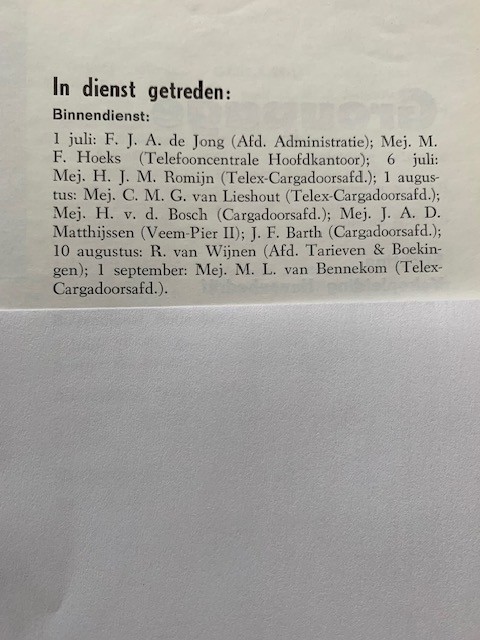 In dienst getreden:
Binnendienst:
1 juli: F. J. A. de Jong (Afd. Administratie); Mej. M.
F. Hoeks (Telefooncentrale Hoofdkantoor); 6 juli:
Mej. H. J. M. Romijn (Telex-Cargadoorsafd.); 1 augus-
tus: Mej. C. M. G. van Lieshout (Telex-Cargadoorsafd.);
Mej. H. v. d. Bosch (Cargadoorsafd.); Mej. J. A. D.
Matthijssen (Veem-Pier II); J. F. Barth (Cargadoorsafd.);
10 augustus: R. van Wijnen (Afd. Tarieven & Boekin-
gen); 1 september: Mej. M. L. van Bennekom (Telex-
Cargadoorsafd.).